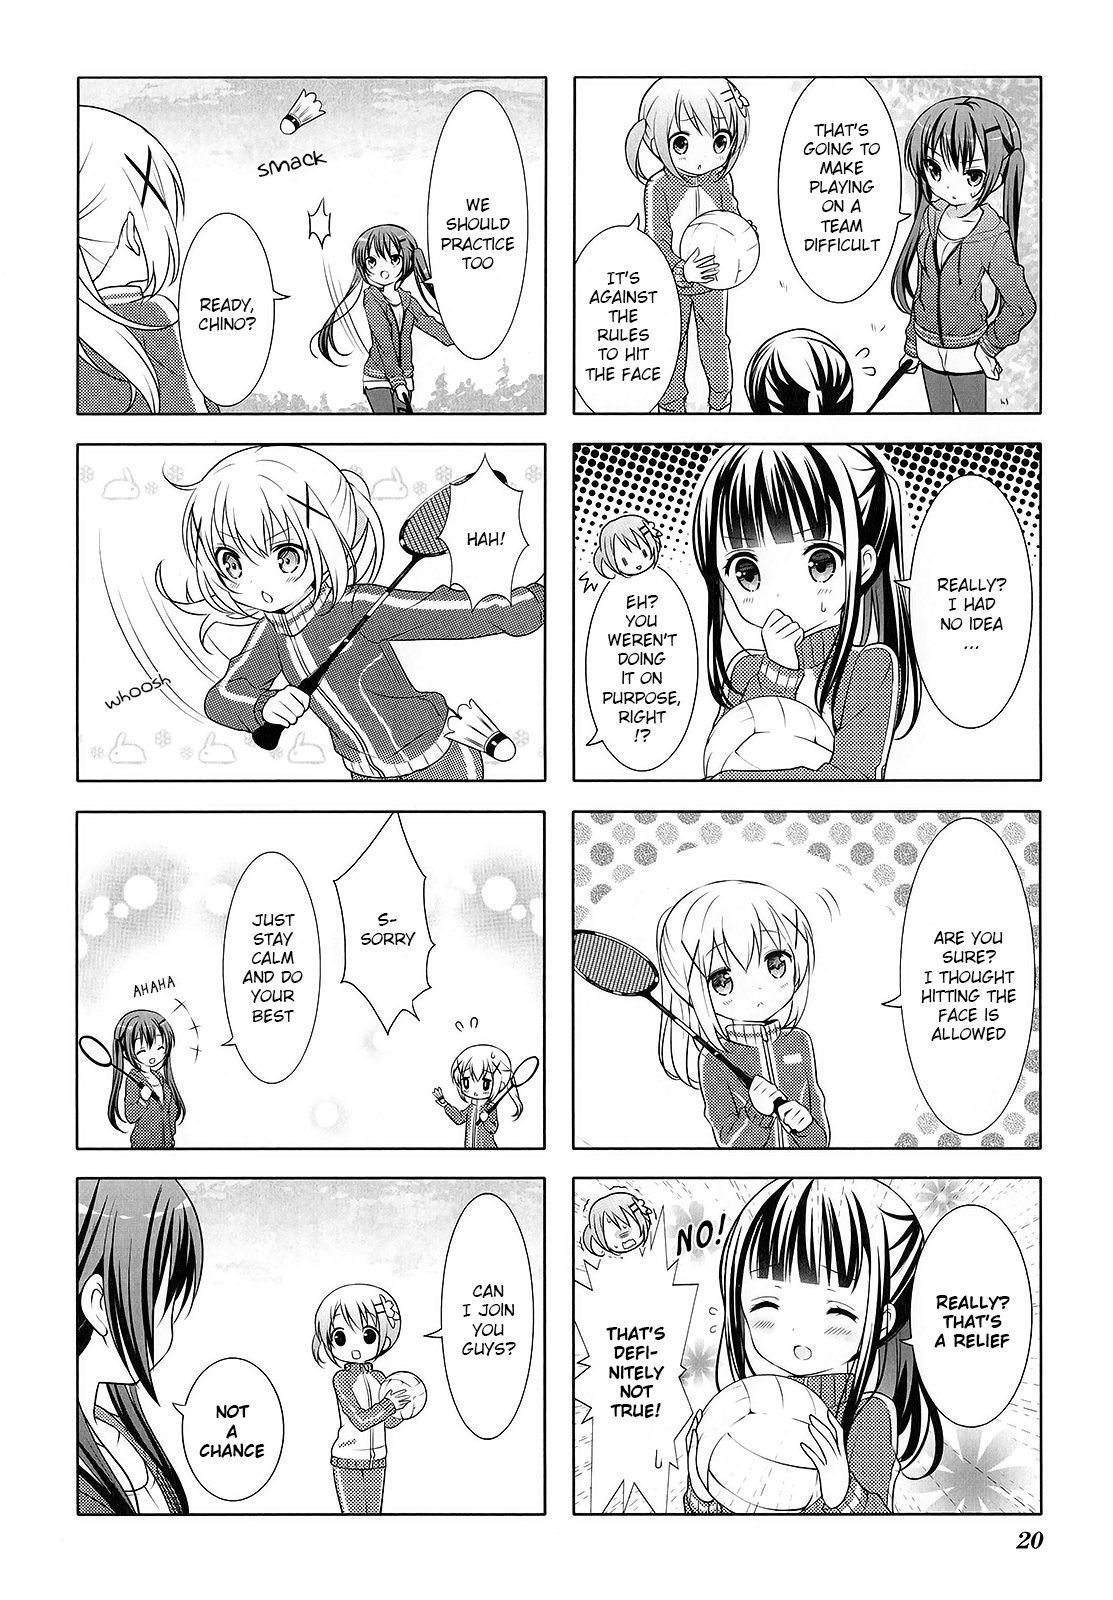 THAT'S
GOING TO
MAKE
PLAYING
ON A
TEAM
DIFFICULT
IT'S
AGAINST
THE
RULES
TO HIT
THE FACE
REALLY?
I HAD
NO IDEA
...
EH?
YOU
WEREN'T
DOING
IT ON
PURPOSE,
RIGHT
!?
ARE YOU
SURE?
I THOUGHT
HITTING THE
FACE IS
ALLOWED
REALLY?
THAT'S
A RELIEF
NO!
THAT'S
DEFI-
NITELY
NOT
TRUE!
WE
SHOULD
PRACTICE
TOO
smack
READY,
CHINO?
HAH!
whoosh
S-
SORRY
JUST
STAY
CALM
AND DO
YOUR
BEST
AHAHA
CAN
I JOIN
YOU
GUYS?
NOT
A
CHANCE
20